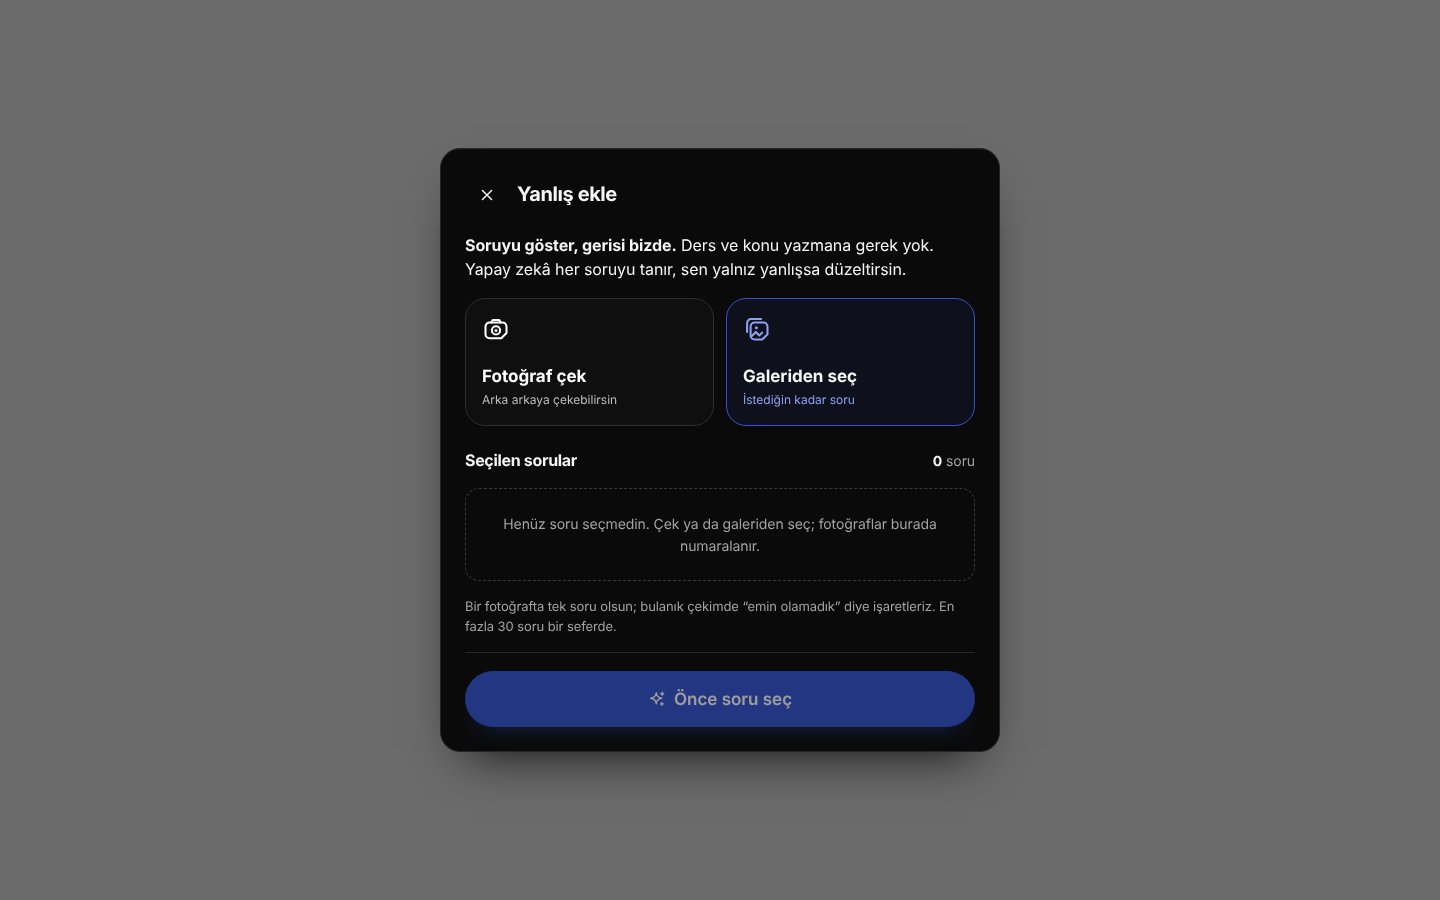 Yanlış ekle
Soruyu göster, gerisi bizde. Ders ve konu yazmana gerek yok.
Yapay zekâ her soruyu tanır, sen yalnız yanlışsa düzeltirsin.
Fotoğraf çek
Arka arkaya çekebilirsin
Galeriden seç
İstediğin kadar soru
Seçilen sorular
0 soru
Henüz soru seçmedin. Çek ya da galeriden seç; fotoğraflar burada
numaralanır.
Bir fotoğrafta tek soru olsun; bulanık çekimde “emin olamadık” diye işaretleriz. En
fazla 30 soru bir seferde.
Önce soru seç